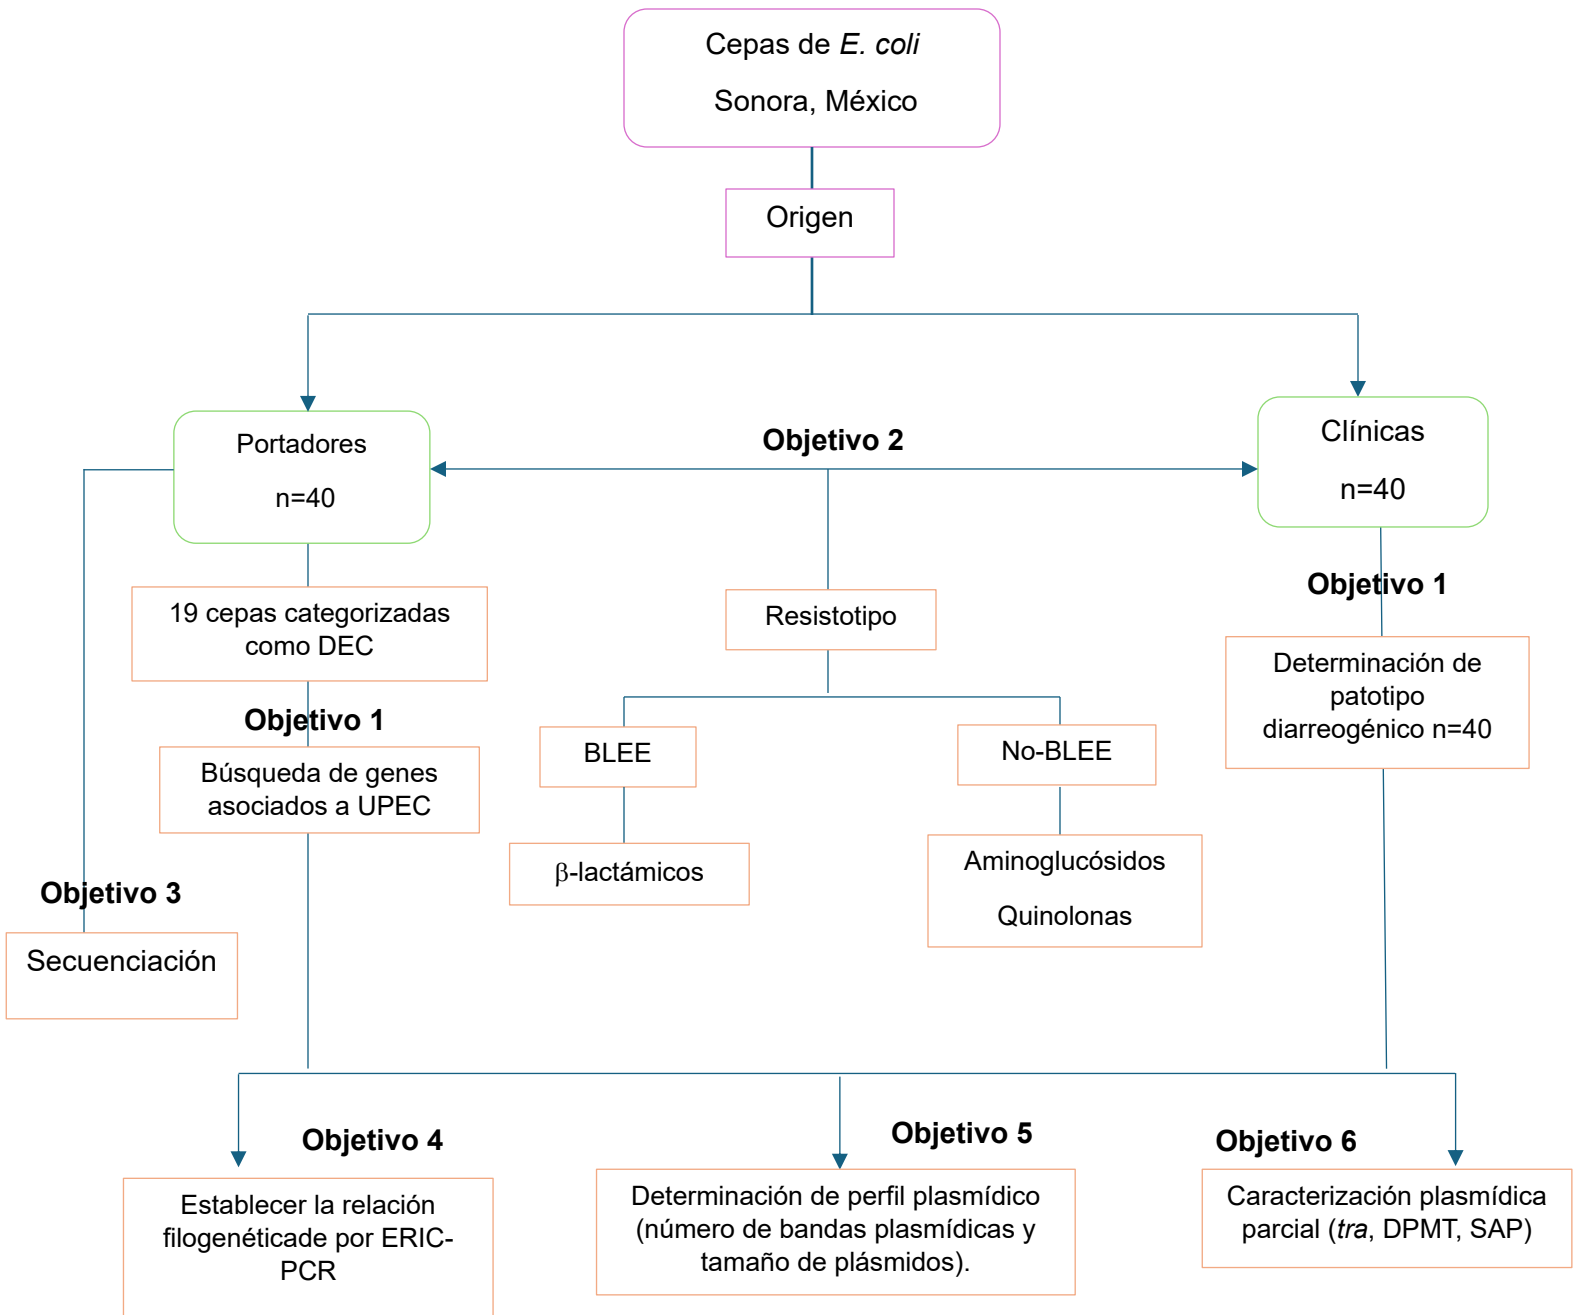 Cepas de E. coli
Sonora, México
Origen
Portadores
n=40
Objetivo 2
Clínicas
n=40
19 cepas categorizadas
como DEC
Resistotipo
Objetivo 1
Determinación de
patotipo
diarreogénico n=40
Objetivo 1
Búsqueda de genes
asociados a UPEC
BLEE
No-BLEE
β-lactámicos
Aminoglucósidos
Quinolonas
Objetivo 3
Secuenciación
Objetivo 4
Establecer la relación
filogenéticade por ERIC-
PCR
Objetivo 5
Determinación de perfil plasmídico
(número de bandas plasmídicas y
tamaño de plásmidos).
Objetivo 6
Caracterización plasmídica
parcial (tra, DPMT, SAP)